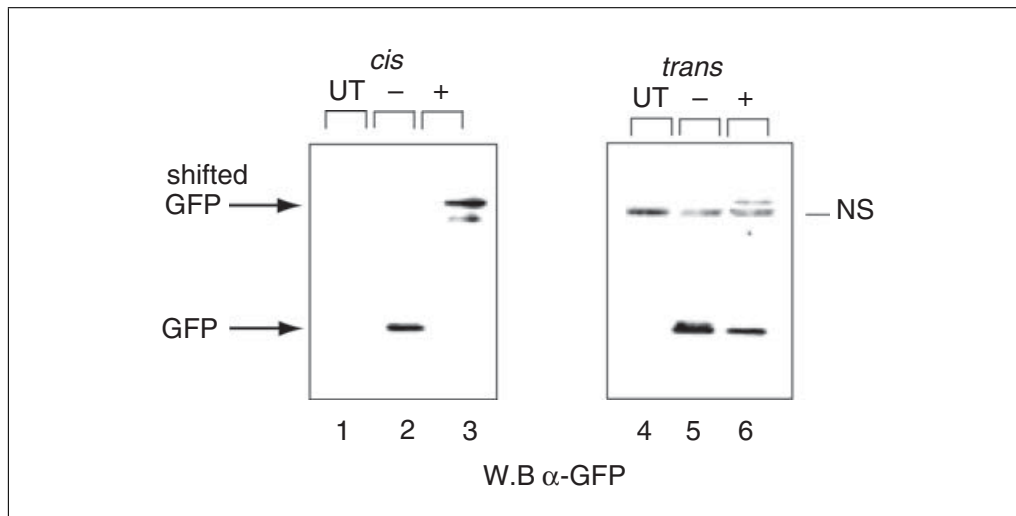 cis
UT – +
trans
UT – +
shifted
GFP
NS
GFP
1 2 3
4 5 6
W.B α-GFP